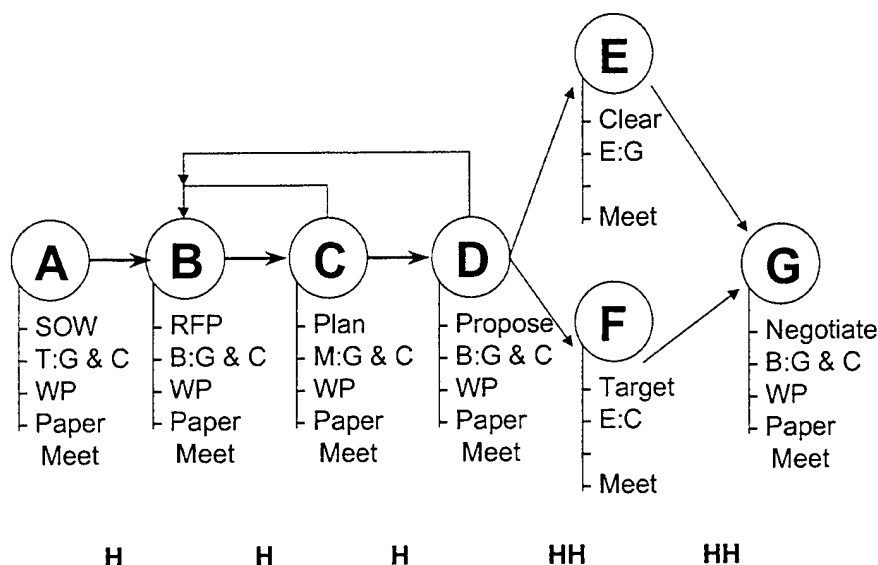 E
Clear
E:G
Meet
A
SOW
T:G & C
WP
Paper
Meet
B
RFP
B:G & C
WP
Paper
Meet
C
Plan
M:G & C
WP
Paper
Meet
D
Propose
B:G & C
WP
Paper
Meet
F
Target
E:C
Meet
G
Negotiate
B:G & C
WP
Paper
Meet
H H H HH HH